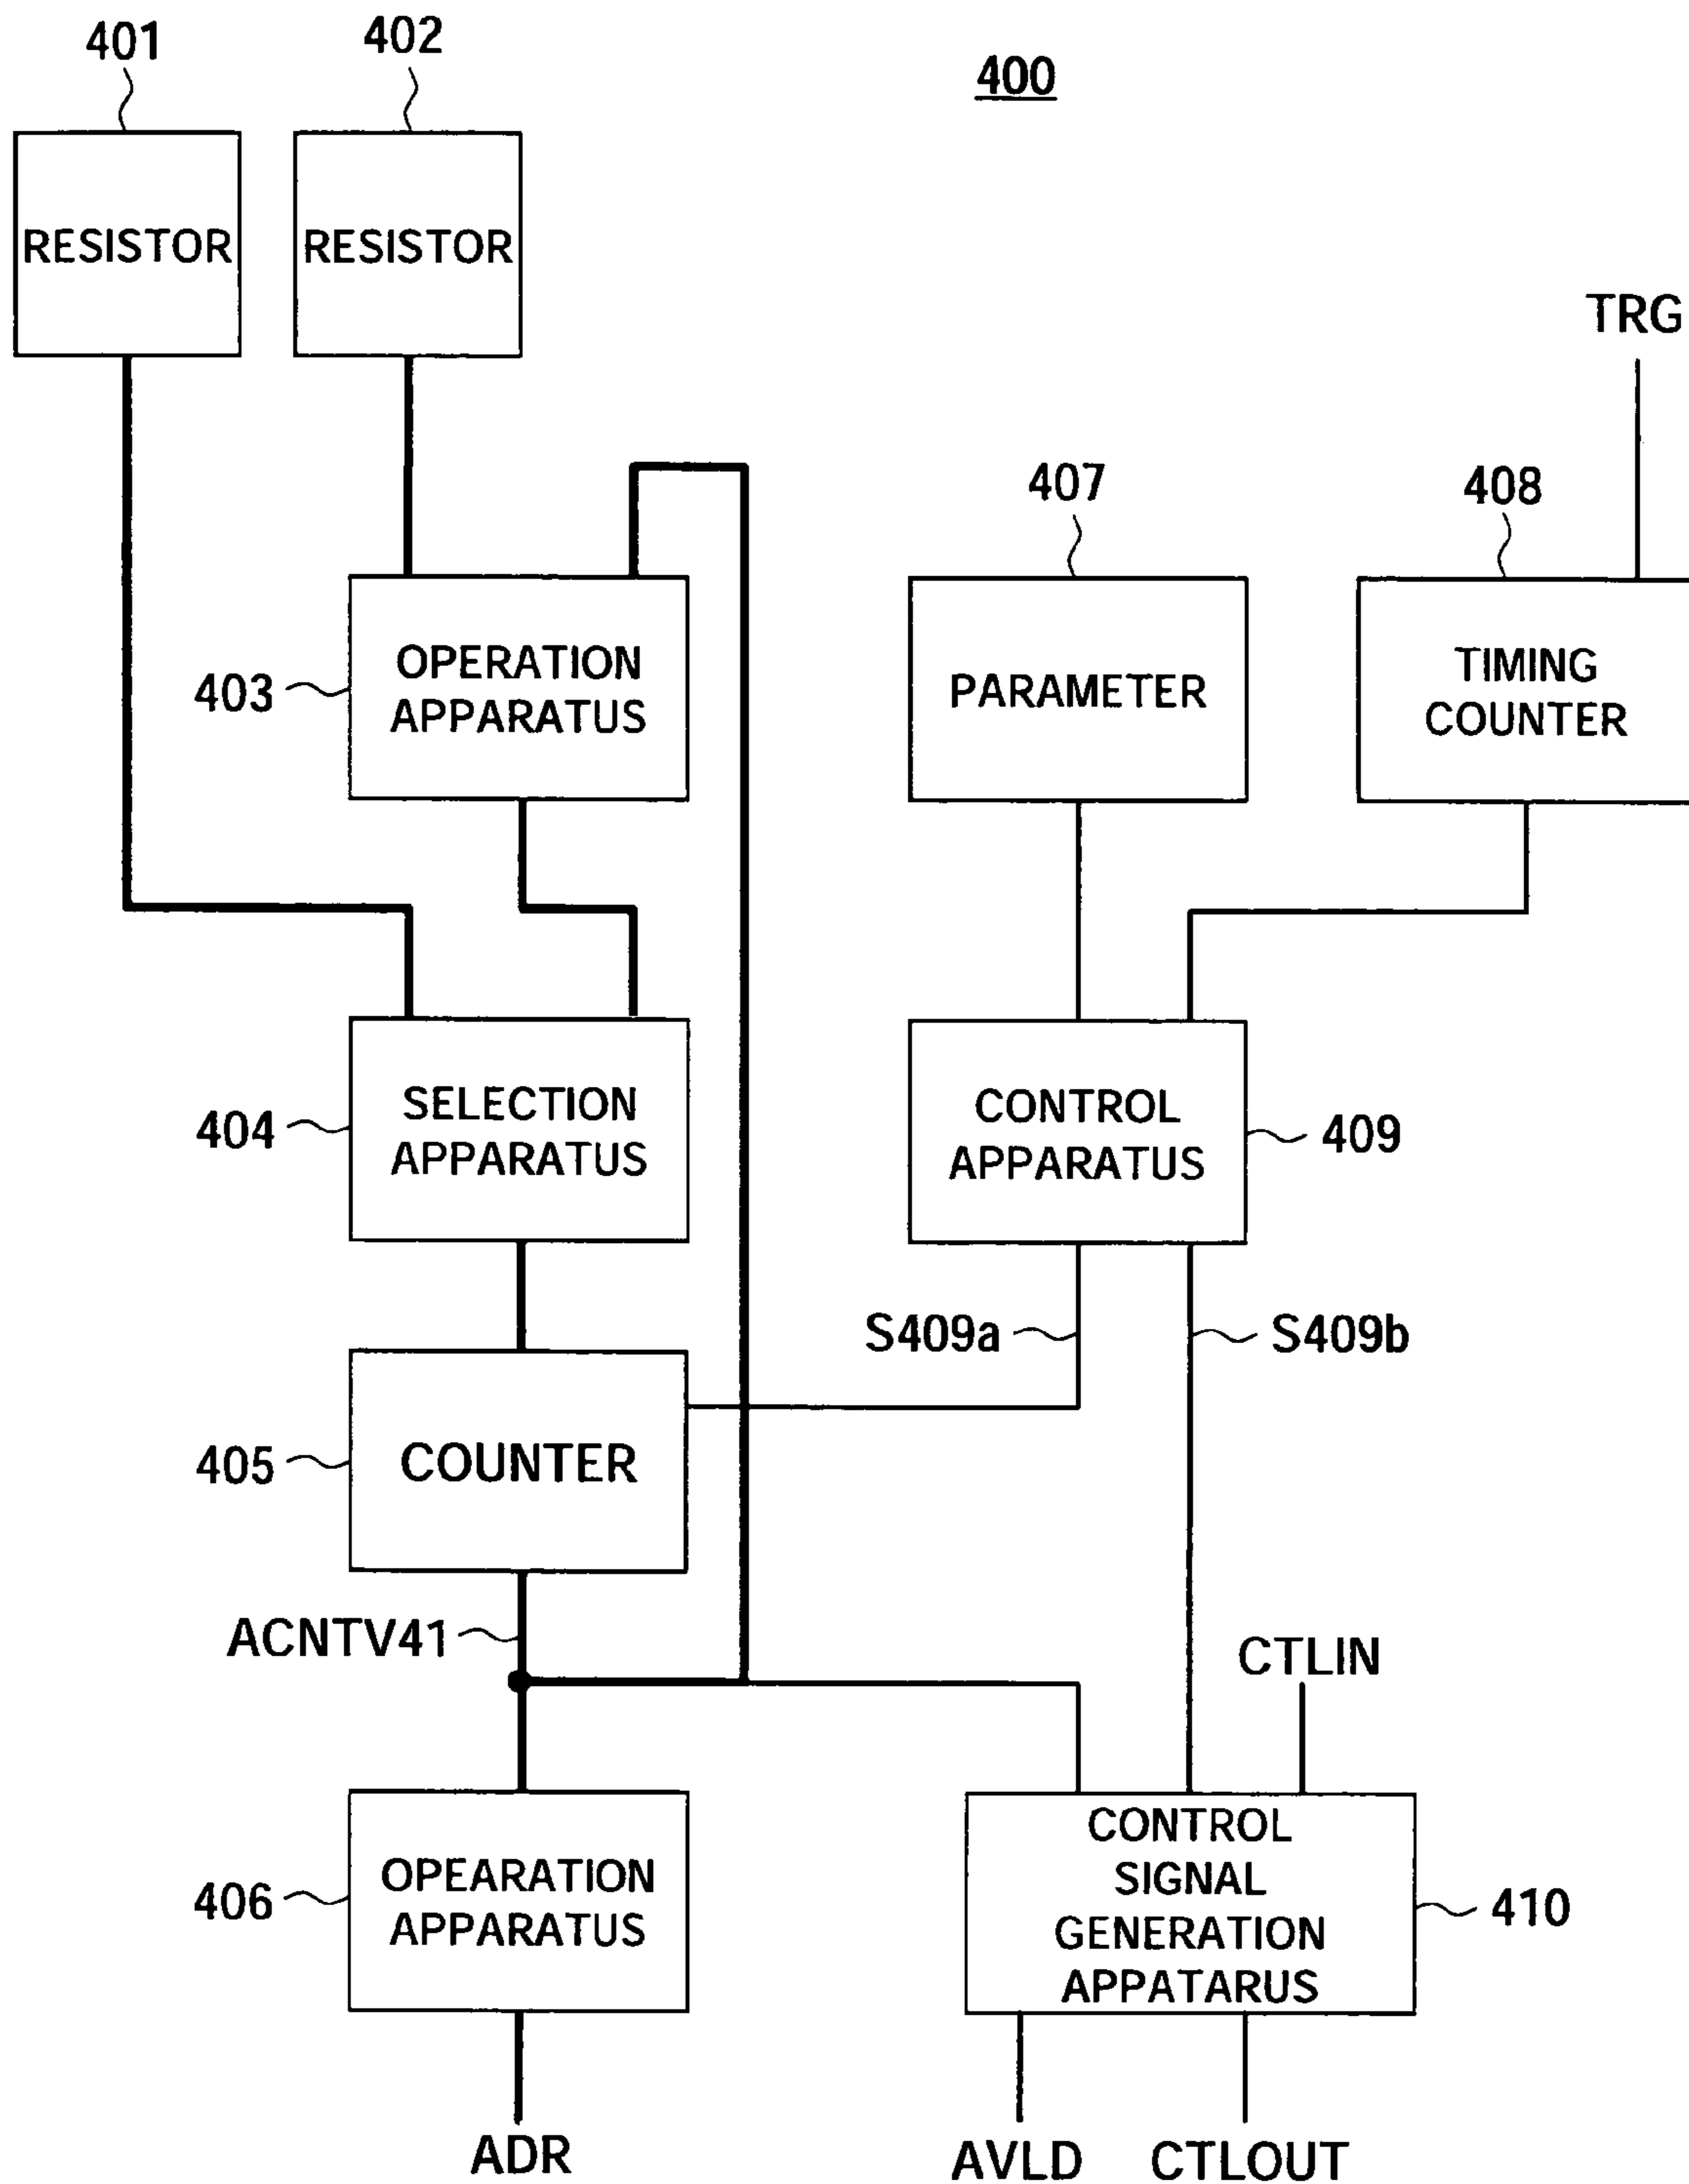 401
402
400
RESISTOR
RESISTOR
TRG
407
408
403
OPERATION
APPARATUS
PARAMETER
TIMING
COUNTER
404
SELECTION
APPARATUS
CONTROL
APPARATUS
409
S409a
S409b
405
COUNTER
ACNTV41
CTLIN
406
OPEARATION
APPARATUS
CONTROL
SIGNAL
GENERATION
APPATARUS
410
ADR
AVLD
CTLOUT